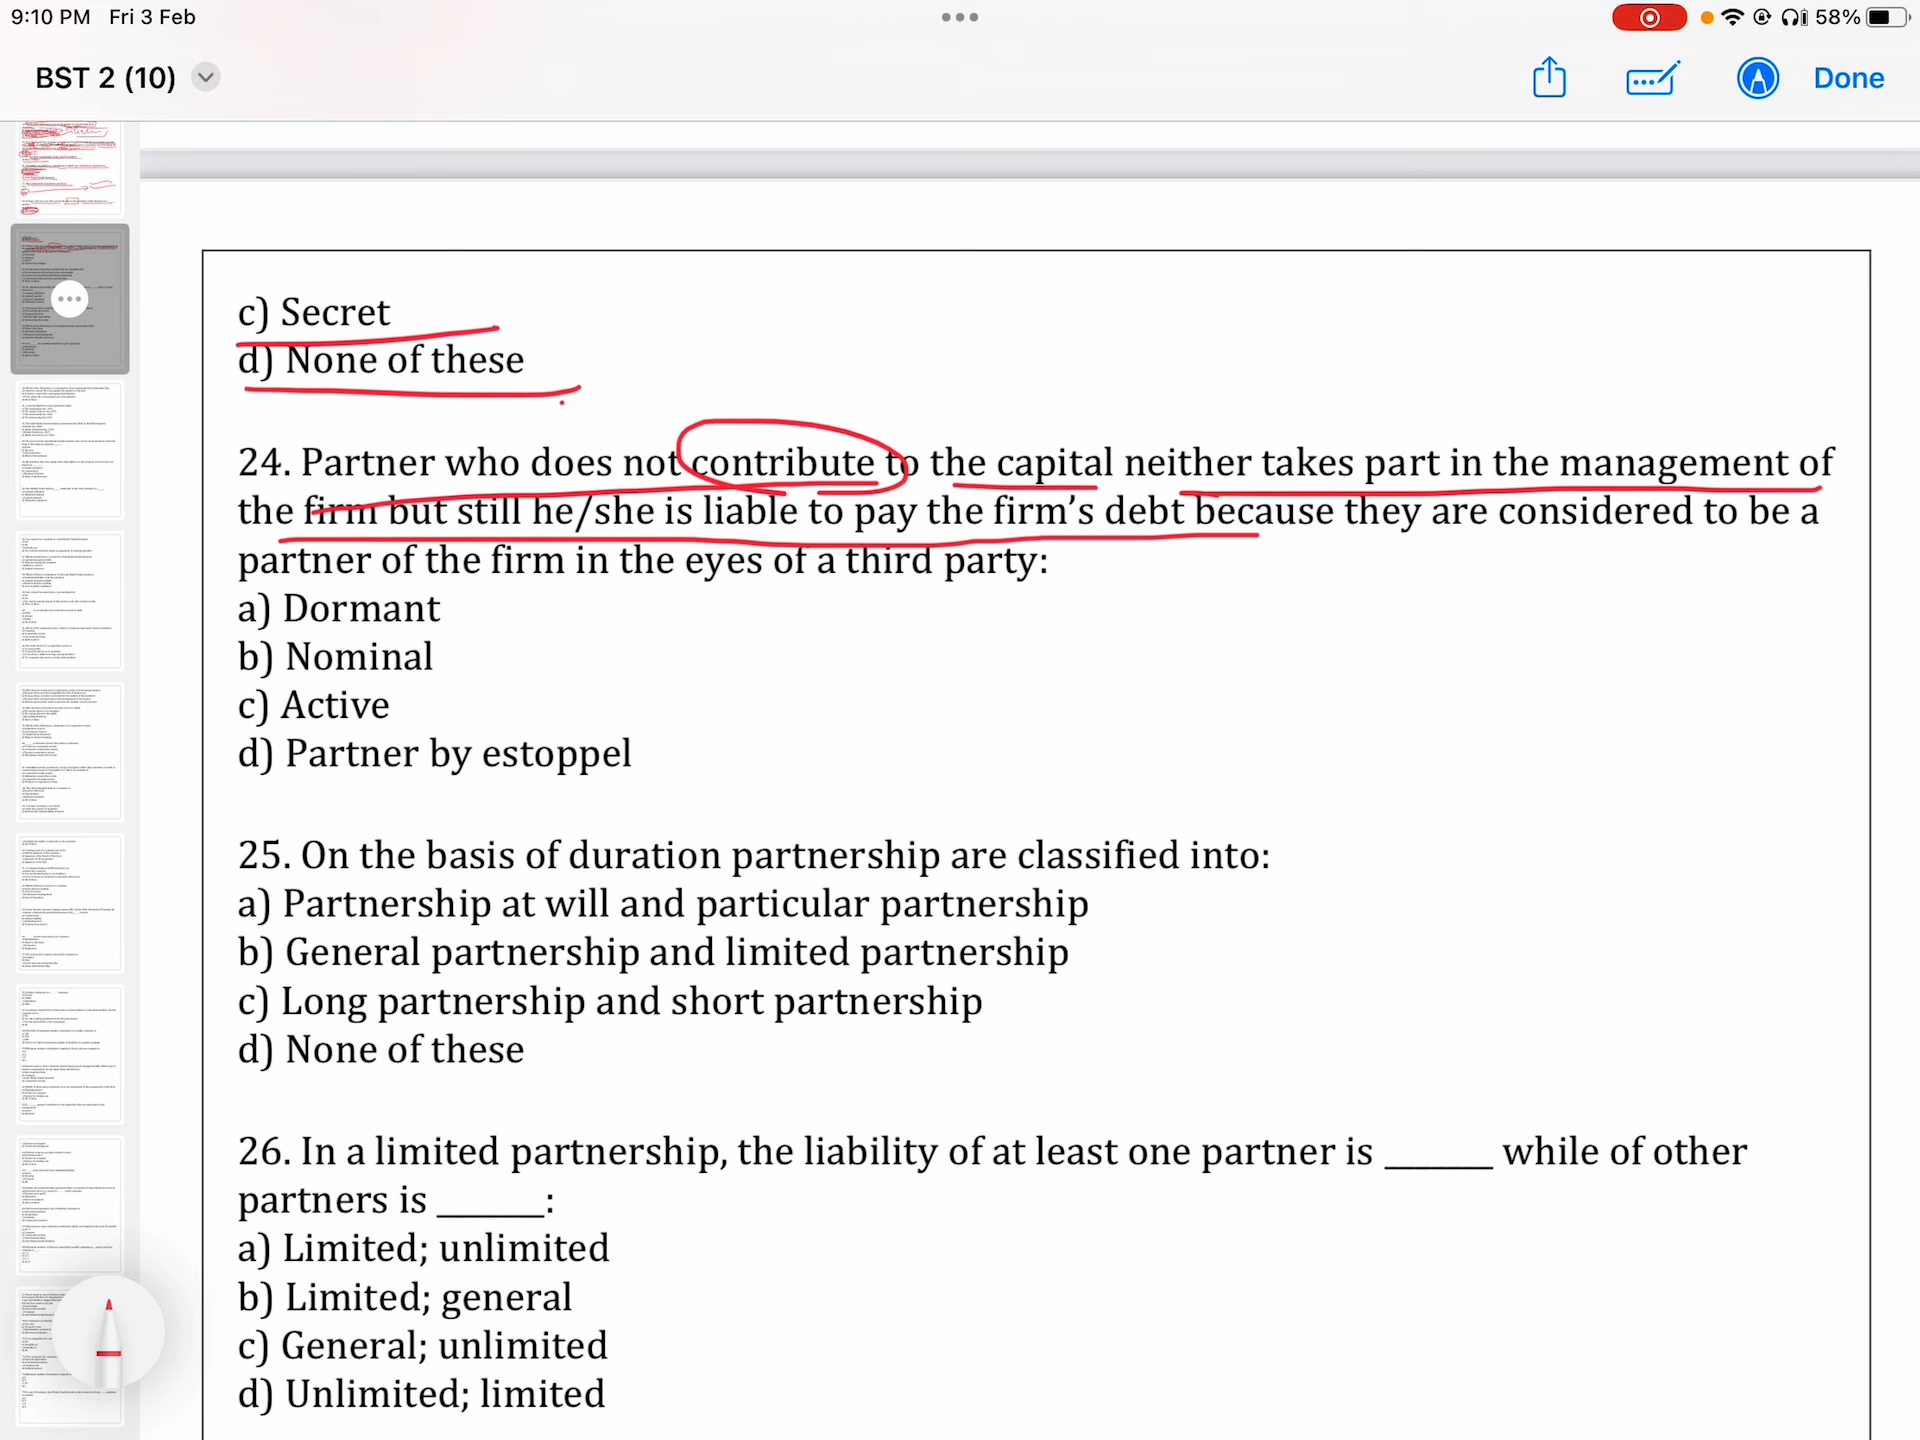 9:10 PM Fri 3 Feb
58%
BST 2 (10)
Done
c) Secret
d) None of these
24. Partner who does not contribute to the capital neither takes part in the management of
the firm but still he/she is liable to pay the firm's debt because they are considered to be a
partner of the firm in the eyes of a third party:
a) Dormant
b) Nominal
c) Active
d) Partner by estoppel
25. On the basis of duration partnership are classified into:
a) Partnership at will and particular partnership
b) General partnership and limited partnership
c) Long partnership and short partnership
d) None of these
26. In a limited partnership, the liability of at least one partner is ______ while of other
partners is ______:
a) Limited; unlimited
b) Limited; general
c) General; unlimited
d) Unlimited; limited